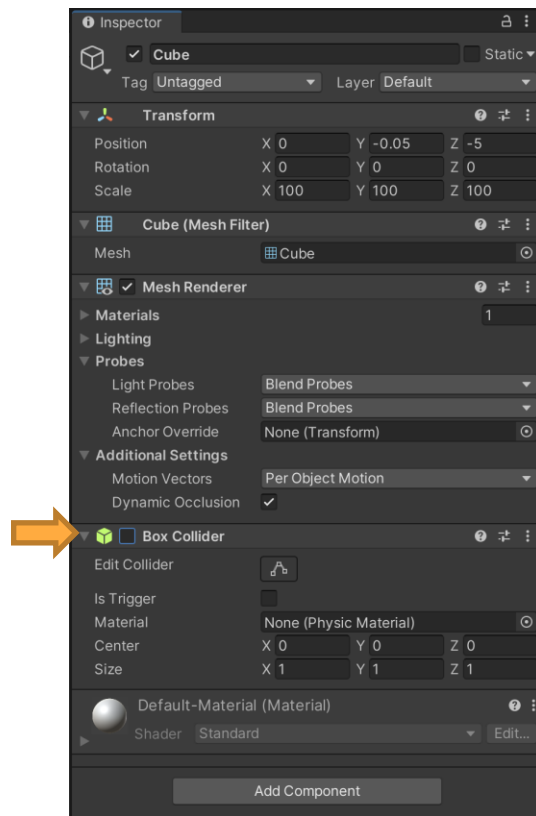 Inspector
Cube Static
Tag Untagged Layer Default
Transform
Position X 0 Y -0.05 Z -5
Rotation X 0 Y 0 Z 0
Scale X 100 Y 100 Z 100
Cube (Mesh Filter)
Mesh Cube
Mesh Renderer
Materials 1
Lighting
Probes
Light Probes Blend Probes
Reflection Probes Blend Probes
Anchor Override None (Transform)
Additional Settings
Motion Vectors Per Object Motion
Dynamic Occlusion
Box Collider
Edit Collider
Is Trigger
Material None (Physic Material)
Center X 0 Y 0 Z 0
Size X 1 Y 1 Z 1
Default-Material (Material)
Shader Standard Edit...
Add Component